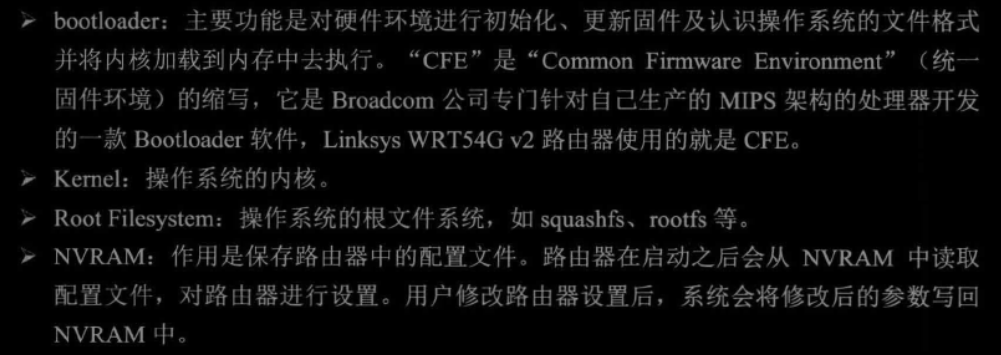 ➢ bootloader：主要功能是对硬件环境进行初始化、更新固件及认识操作系统的文件格式
并将内核加载到内存中去执行。“CFE”是“Common Firmware Environment”（统一
固件环境）的缩写，它是 Broadcom 公司专门针对自己生产的 MIPS 架构的处理器开发
的一款 Bootloader 软件，Linksys WRT54G v2 路由器使用的就是 CFE。
➢ Kernel：操作系统的内核。
➢ Root Filesystem：操作系统的根文件系统，如 squashfs、rootfs 等。
➢ NVRAM：作用是保存路由器中的配置文件。路由器在启动之后会从 NVRAM 中读取
配置文件，对路由器进行设置。用户修改路由器设置后，系统会将修改后的参数写回
NVRAM 中。